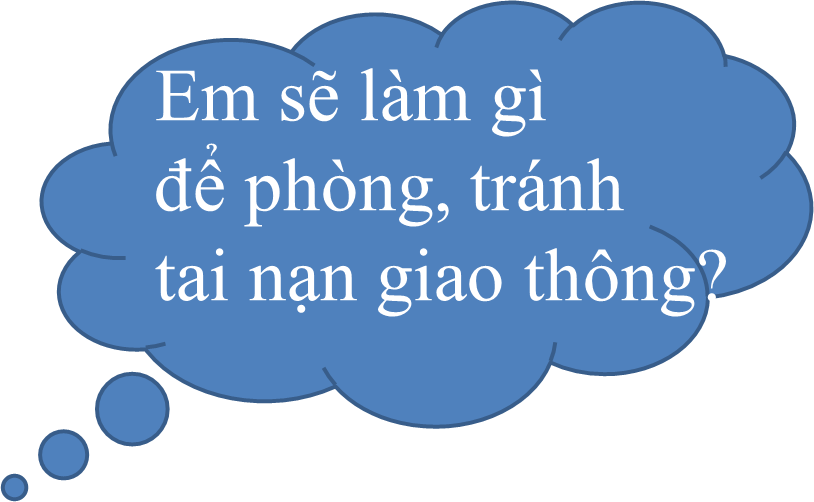 Em sẽ làm gì
để phòng, tránh
tai nạn giao thông?